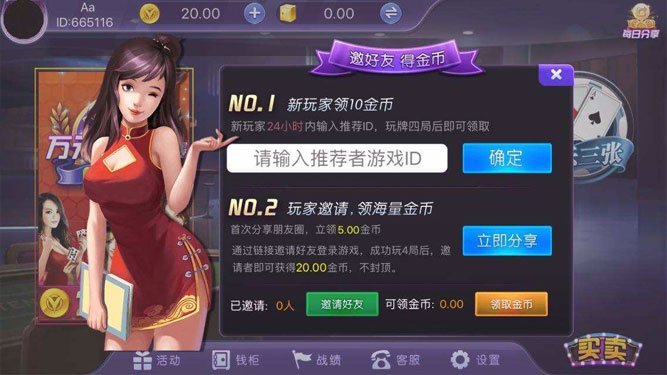 Aa
ID:665116
20.00
0.00
每日分享
邀好友 得金币
NO.1 新玩家领10金币
新玩家24小时内输入推荐ID，玩牌四局后即可领取
请输入推荐者游戏ID
确定
NO.2 玩家邀请，领海量金币
首次分享朋友圈，立领5.00金币
通过链接邀请好友登录游戏，成功玩4局后，邀
请者即可获得20.00金币，不封顶。
立即分享
已邀请: 0人
邀请好友
可领金币: 0.00
领取金币
万元
三张
活动
钱柜
战绩
客服
设置
买卖